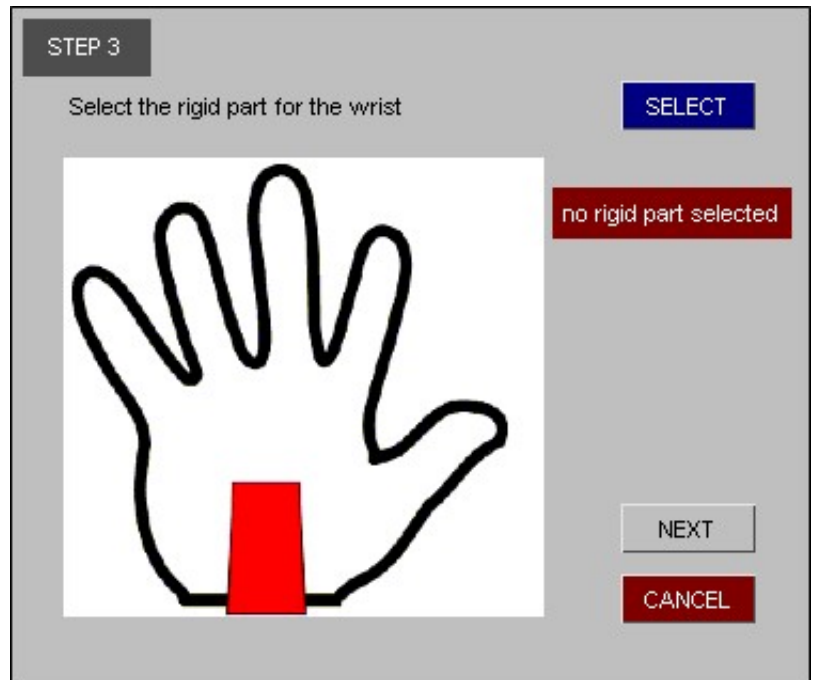 STEP 3
Select the rigid part for the wrist
SELECT
no rigid part selected
NEXT
CANCEL